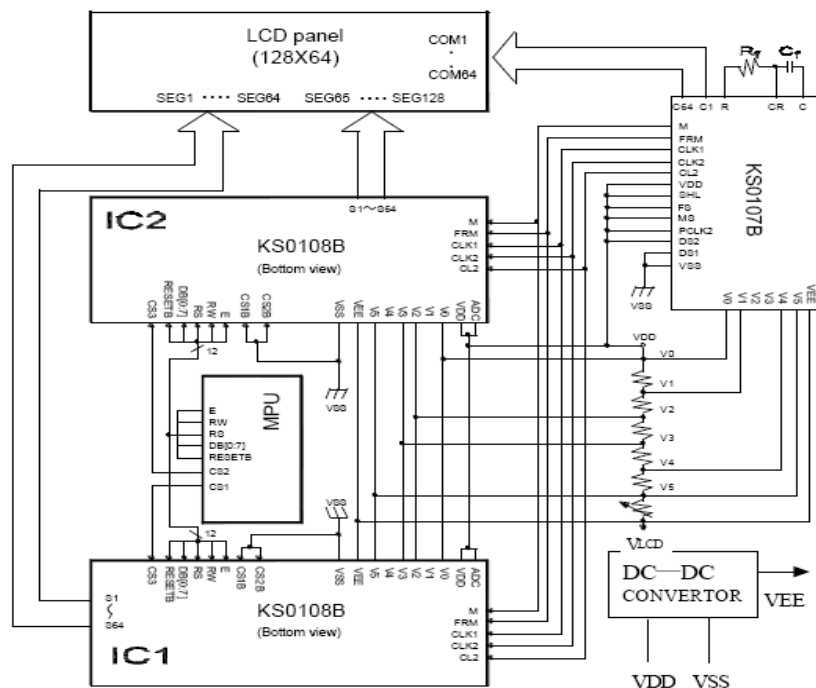 LCD panel
(128X64)
COM1
.
COM64
SEG1 ····· SEG64 SEG65 ····· SEG128
C64 C1 R CR C
M
FRM
CLK1
CLK2
CL2
VDD
SHL
FS
MS
PCLK2
DS2
DS1
VSS
KS0107B
V0 V1 V2 V3 V4 V5 VEE
VSS
IC2
S1～S64
KS0108B
(Bottom view)
M
FRM
CLK1
CLK2
CL2
CS3 RESETB DB[0:7] RS RW E CS1B CS2B VSS VEE V5 V4 V3 V2 V1 V0 VDD ADC
12
VSS
VDD
V0
V1
V2
V3
V4
V5
VLCD
MPU
E
RW
RS
DB[0:7]
RESETB
CS2
CS1
VSS
12
CS3 RESETB DB[0:7] RS RW E CS1B CS2B VSS VEE V5 V4 V3 V2 V1 V0 VDD ADC
S1
S64
KS0108B
(Bottom view)
IC1
M
FRM
CLK1
CLK2
CL2
DC—DC
CONVERTOR
VEE
VDD VSS